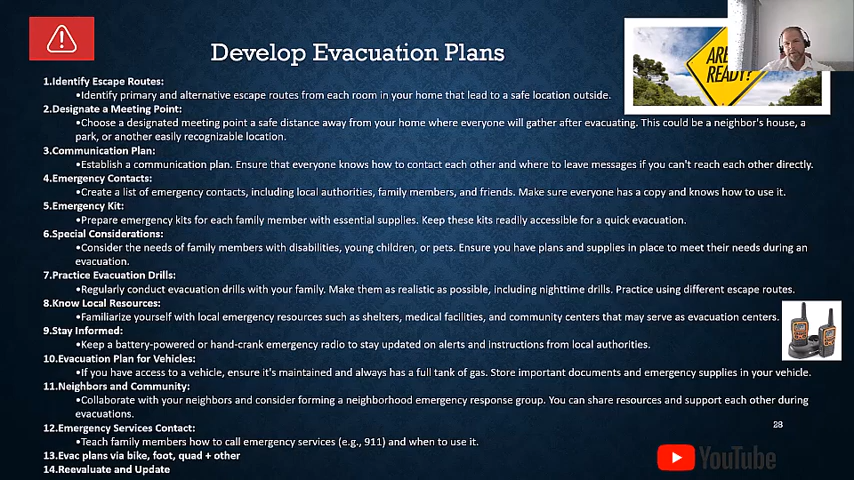 Develop Evacuation Plans
ARE
READY?
1.Identify Escape Routes:
•Identify primary and alternative escape routes from each room in your home that lead to a safe location outside.
2.Designate a Meeting Point:
•Choose a designated meeting point a safe distance away from your home where everyone will gather after evacuating. This could be a neighbor's house, a
park, or another easily recognizable location.
3.Communication Plan:
•Establish a communication plan. Ensure that everyone knows how to contact each other and where to leave messages if you can't reach each other directly.
4.Emergency Contacts:
•Create a list of emergency contacts, including local authorities, family members, and friends. Make sure everyone has a copy and knows how to use it.
5.Emergency Kit:
•Prepare emergency kits for each family member with essential supplies. Keep these kits readily accessible for a quick evacuation.
6.Special Considerations:
•Consider the needs of family members with disabilities, young children, or pets. Ensure you have plans and supplies in place to meet their needs during an
evacuation.
7.Practice Evacuation Drills:
•Regularly conduct evacuation drills with your family. Make them as realistic as possible, including nighttime drills. Practice using different escape routes.
8.Know Local Resources:
•Familiarize yourself with local emergency resources such as shelters, medical facilities, and community centers that may serve as evacuation centers.
9.Stay Informed:
•Keep a battery-powered or hand-crank emergency radio to stay updated on alerts and instructions from local authorities.
10.Evacuation Plan for Vehicles:
•If you have access to a vehicle, ensure it's maintained and always has a full tank of gas. Store important documents and emergency supplies in your vehicle.
11.Neighbors and Community:
•Collaborate with your neighbors and consider forming a neighborhood emergency response group. You can share resources and support each other during
evacuations.
12.Emergency Services Contact:
•Teach family members how to call emergency services (e.g., 911) and when to use it.
13.Evac plans via bike, foot, quad + other
14.Reevaluate and Update
28
YouTube